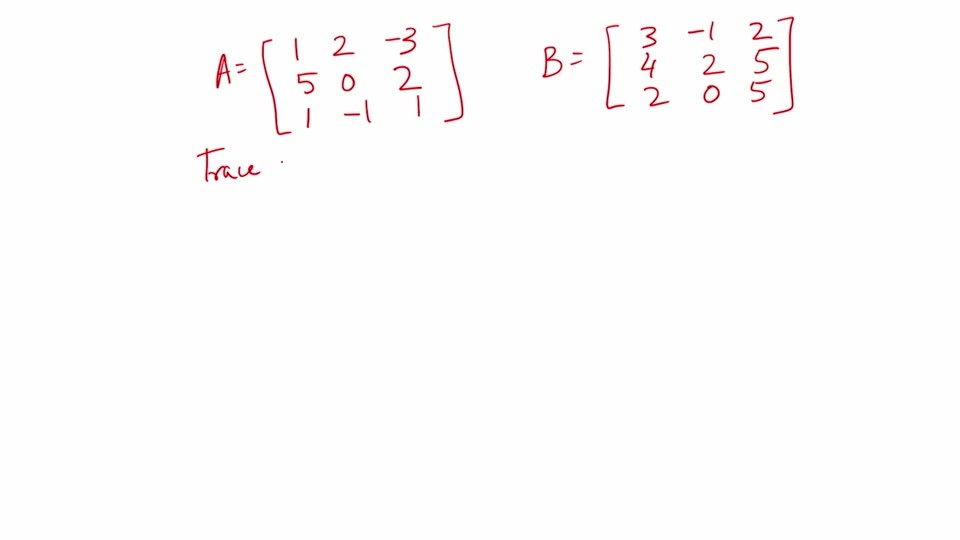 A = [ 1 2 -3      B = [ 3 -1 2
5 0 2      4 2 5
1 -1 1 ]      2 0 5 ]
Trace